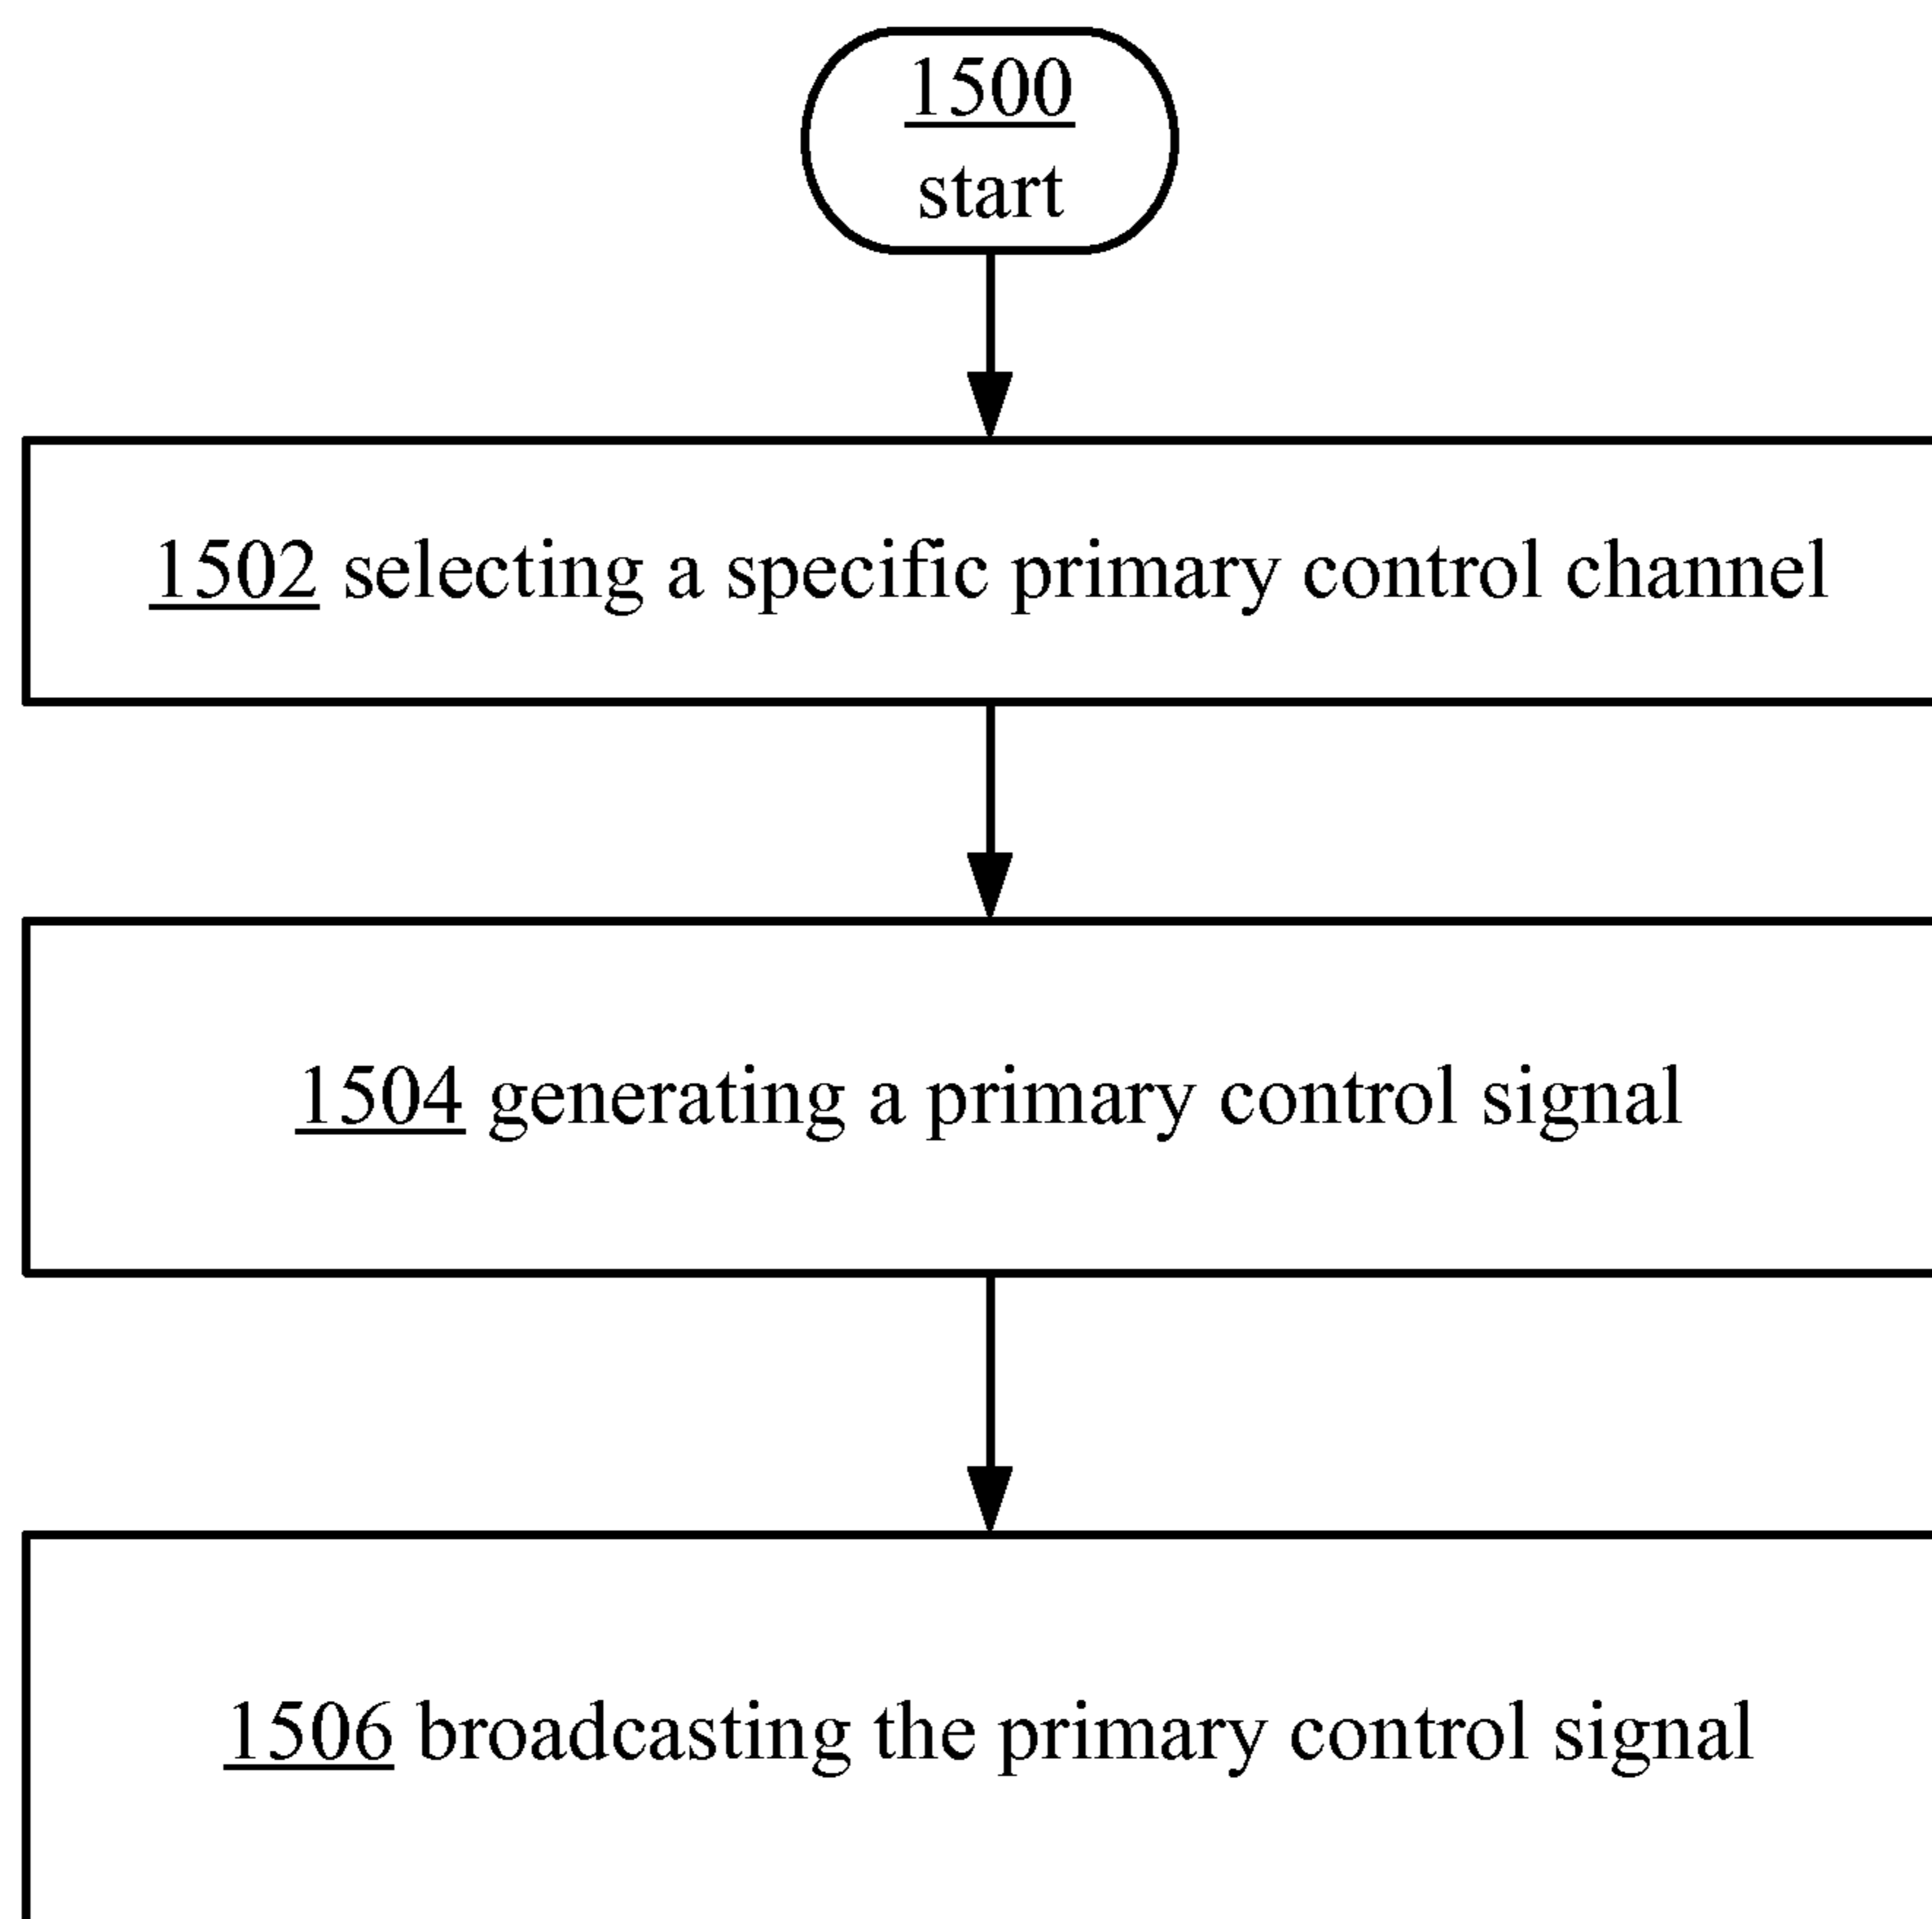 1500
start
1502 selecting a specific primary control channel
1504 generating a primary control signal
1506 broadcasting the primary control signal